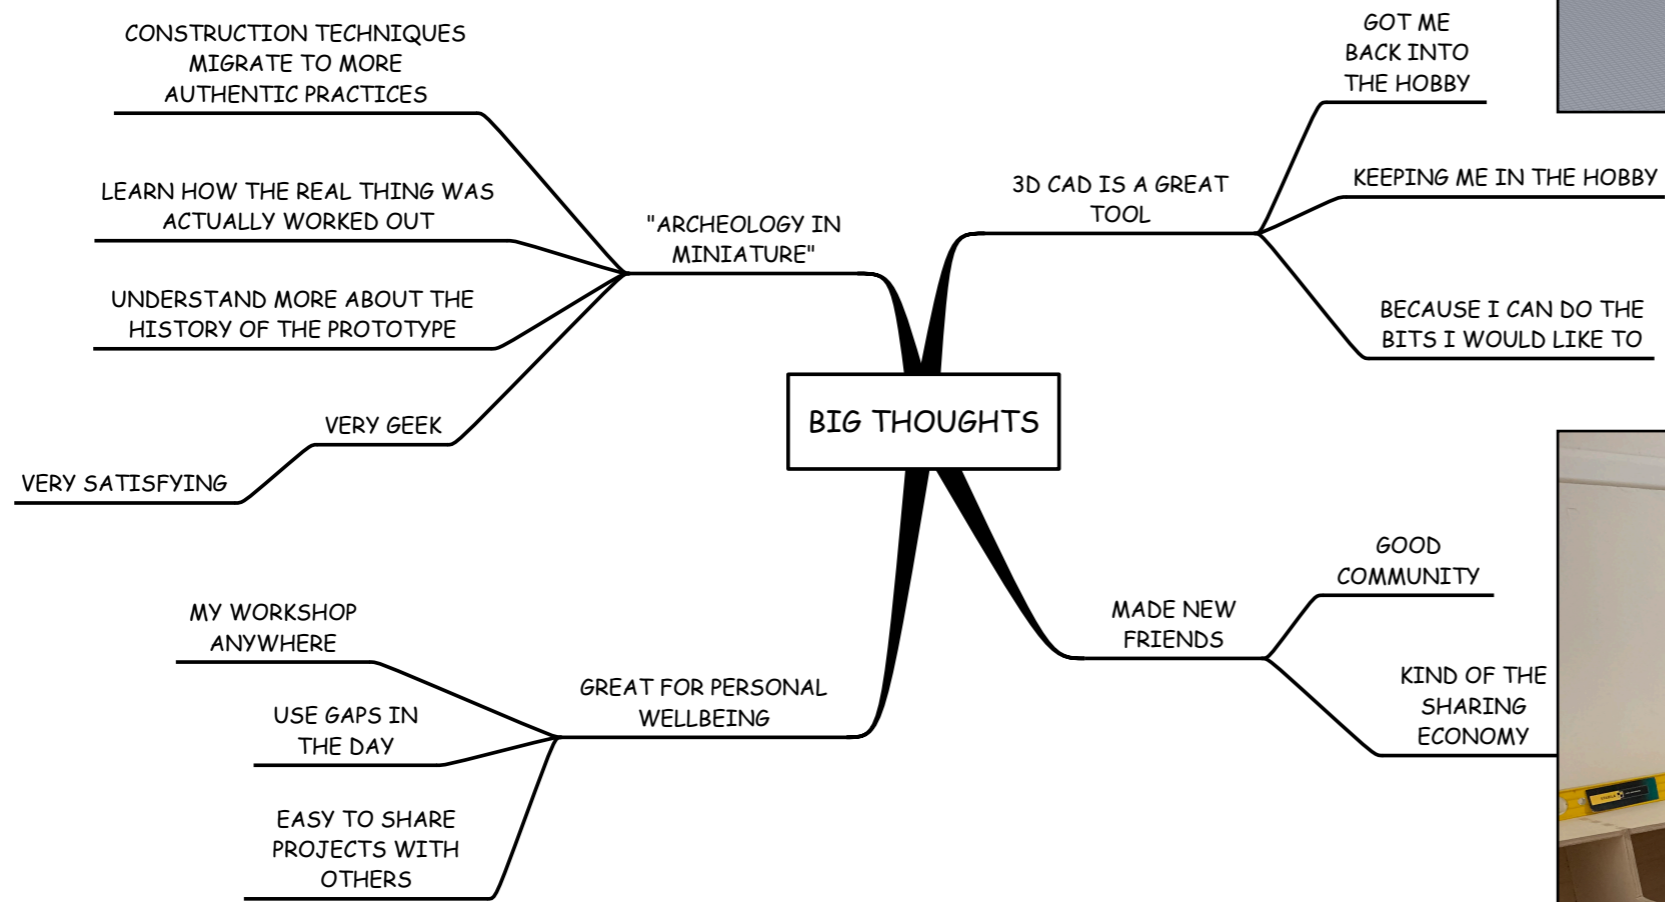 CONSTRUCTION TECHNIQUES
MIGRATE TO MORE
AUTHENTIC PRACTICES
LEARN HOW THE REAL THING WAS
ACTUALLY WORKED OUT
UNDERSTAND MORE ABOUT THE
HISTORY OF THE PROTOTYPE
VERY GEEK
VERY SATISFYING
"ARCHEOLOGY IN
MINIATURE"
3D CAD IS A GREAT
TOOL
GOT ME
BACK INTO
THE HOBBY
KEEPING ME IN THE HOBBY
BECAUSE I CAN DO THE
BITS I WOULD LIKE TO
BIG THOUGHTS
MY WORKSHOP
ANYWHERE
USE GAPS IN
THE DAY
EASY TO SHARE
PROJECTS WITH
OTHERS
GREAT FOR PERSONAL
WELLBEING
MADE NEW
FRIENDS
GOOD
COMMUNITY
KIND OF THE
SHARING
ECONOMY